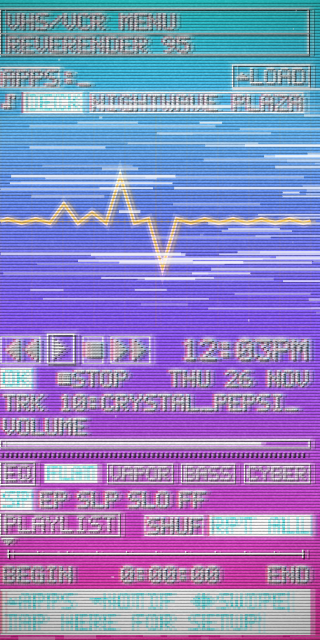 VHS/VCR MENU
REVERENDER 95
APPS:_ →LOAD
DECK NIGHTWAVE PLAZA
12:03PM
OK ■STOP THU 26 NOV
TRK 10=CRYSTAL_PEPSI_
VOLUME
EQ FLAT VAPOR BASS CYBER
SP EP SLP SLO FF
PLAYLIST SHUF RPT ALL
BEGIN 0=00=00 END
APPS HOME SWIPE
TAP HERE FOR SETUP